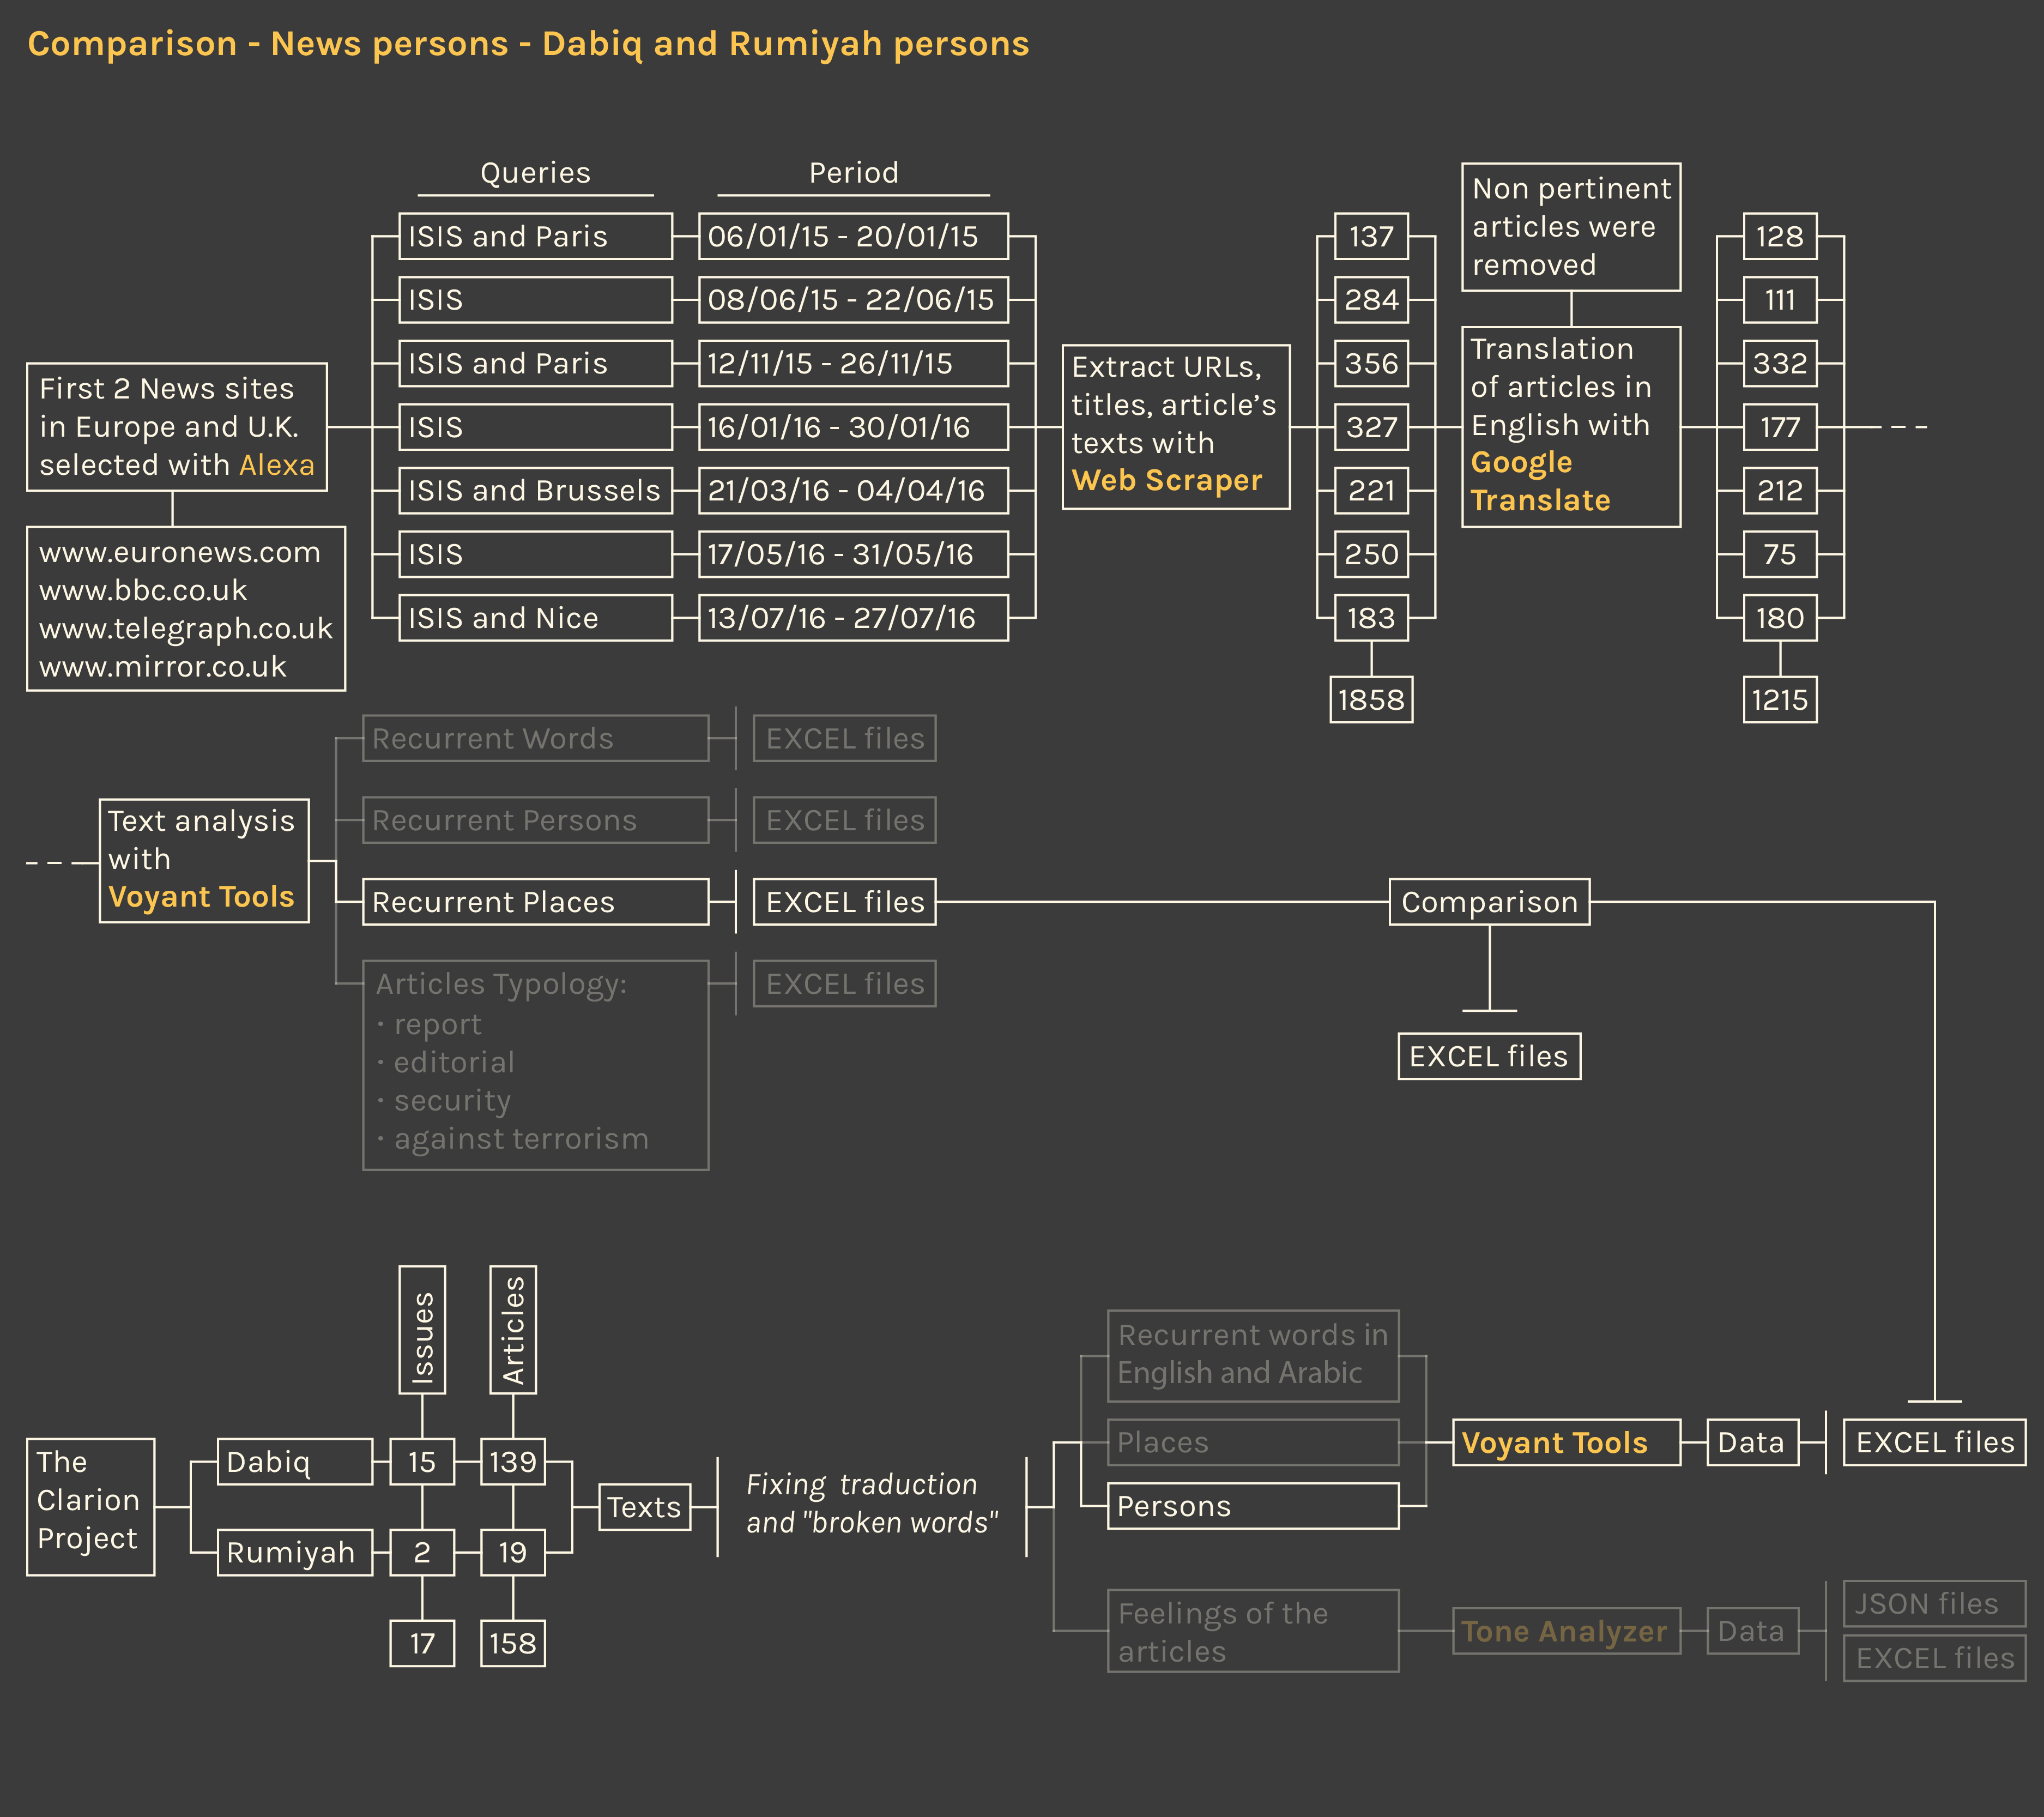 Comparison - News persons - Dabiq and Rumiyah persons
Queries
Period
ISIS and Paris
06/01/15 - 20/01/15
ISIS
08/06/15 - 22/06/15
ISIS and Paris
12/11/15 - 26/11/15
ISIS
16/01/16 - 30/01/16
ISIS and Brussels
21/03/16 - 04/04/16
ISIS
17/05/16 - 31/05/16
ISIS and Nice
13/07/16 - 27/07/16
First 2 News sites
in Europe and U.K.
selected with Alexa
www.euronews.com
www.bbc.co.uk
www.telegraph.co.uk
www.mirror.co.uk
Extract URLs,
titles, article's
texts with
Web Scraper
137
284
356
327
221
250
183
1858
Non pertinent
articles were
removed
Translation
of articles in
English with
Google
Translate
128
111
332
177
212
75
180
1215
Text analysis
with
Voyant Tools
Recurrent Words
EXCEL files
Recurrent Persons
EXCEL files
Recurrent Places
EXCEL files
Articles Typology:
· report
· editorial
· security
· against terrorism
EXCEL files
Comparison
EXCEL files
Issues
Articles
The
Clarion
Project
Dabiq
15
139
Rumiyah
2
19
17
158
Texts
Fixing traduction
and "broken words"
Recurrent words in
English and Arabic
Places
Persons
Voyant Tools
Data
EXCEL files
Feelings of the
articles
Tone Analyzer
Data
JSON files
EXCEL files